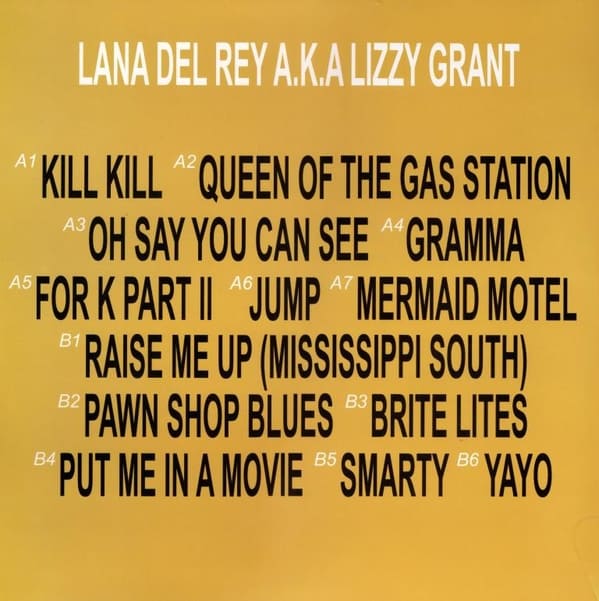 LANA DEL REY A.K.A LIZZY GRANT
A1 KILL KILL A2 QUEEN OF THE GAS STATION
A3 OH SAY YOU CAN SEE A4 GRAMMA
A5 FOR K PART II A6 JUMP A7 MERMAID MOTEL
B1 RAISE ME UP (MISSISSIPPI SOUTH)
B2 PAWN SHOP BLUES B3 BRITE LITES
B4 PUT ME IN A MOVIE B5 SMARTY B6 YAYO